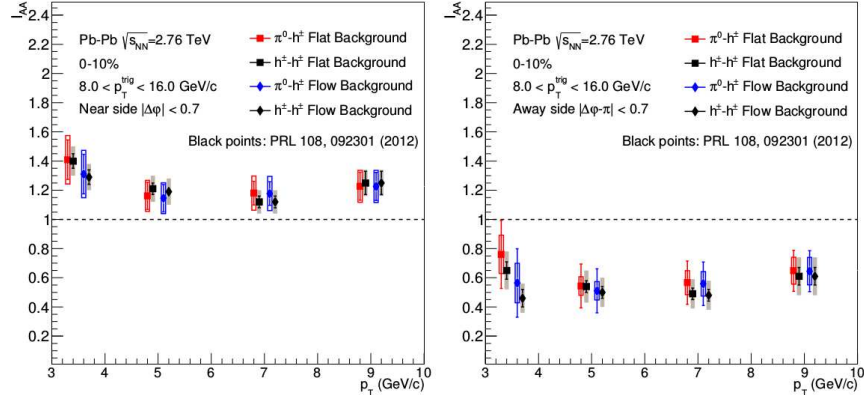 I_AA
2.4
2.2
2
1.8
1.6
1.4
1.2
1
0.8
0.6
0.4
0.2
Pb-Pb √s_NN=2.76 TeV
0-10%
8.0 < p_T^trig < 16.0 GeV/c
Near side |Δφ| < 0.7
π⁰-h± Flat Background
h±-h± Flat Background
π⁰-h± Flow Background
h±-h± Flow Background
Black points: PRL 108, 092301 (2012)
3 4 5 6 7 8 9 10
p_T (GeV/c)
I_AA
2.4
2.2
2
1.8
1.6
1.4
1.2
1
0.8
0.6
0.4
0.2
Pb-Pb √s_NN=2.76 TeV
0-10%
8.0 < p_T^trig < 16.0 GeV/c
Away side |Δφ-π| < 0.7
π⁰-h± Flat Background
h±-h± Flat Background
π⁰-h± Flow Background
h±-h± Flow Background
Black points: PRL 108, 092301 (2012)
3 4 5 6 7 8 9 10
p_T (GeV/c)